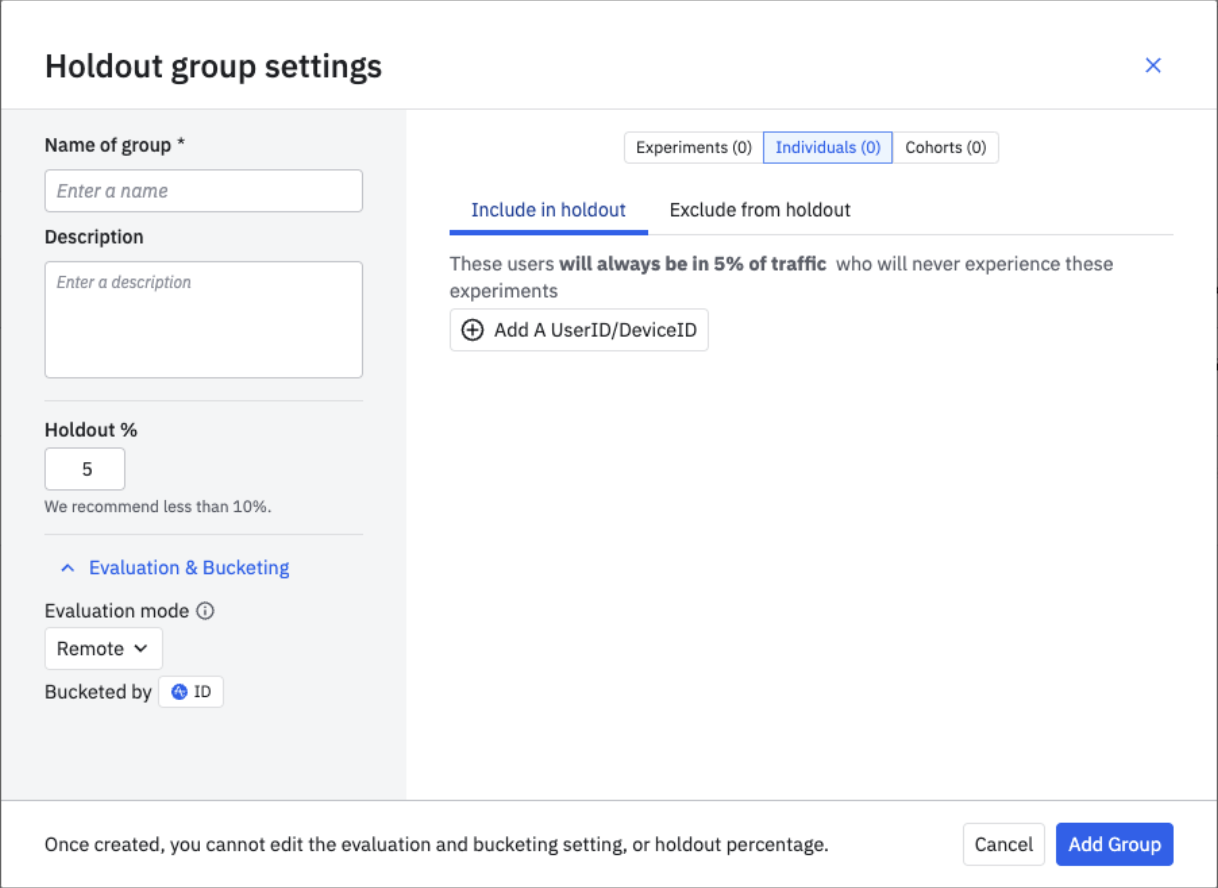 Holdout group settings
Name of group *
Enter a name
Description
Enter a description
Holdout %
5
We recommend less than 10%.
Evaluation & Bucketing
Evaluation mode
Remote
Bucketed by ID
Experiments (0) Individuals (0) Cohorts (0)
Include in holdout Exclude from holdout
These users will always be in 5% of traffic who will never experience these
experiments
Add A UserID/DeviceID
Once created, you cannot edit the evaluation and bucketing setting, or holdout percentage.
Cancel Add Group